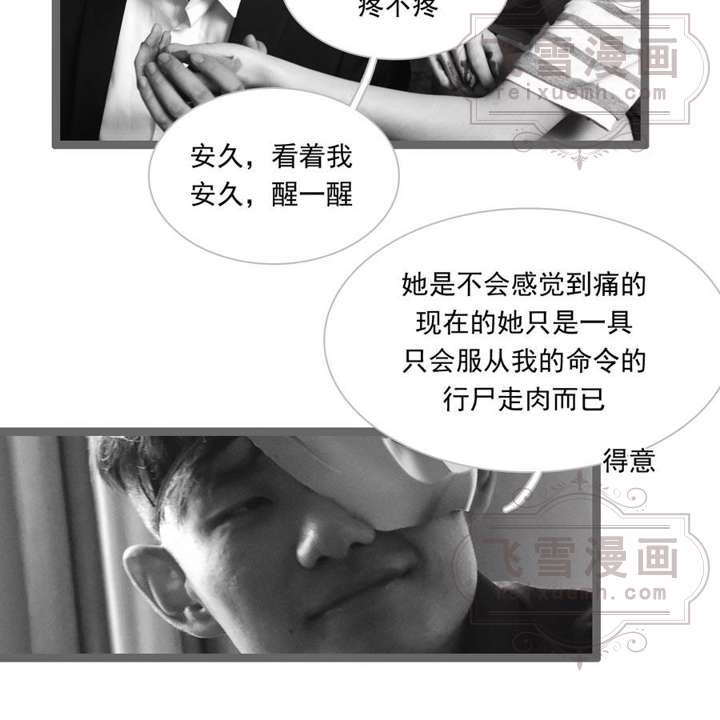 疼不疼
飞雪漫画
feixuemh.com
安久，看着我
安久，醒一醒
她是不会感觉到痛的
现在的她只是一具
只会服从我的命令的
行尸走肉而已
得意
飞雪漫画
feixuemh.com